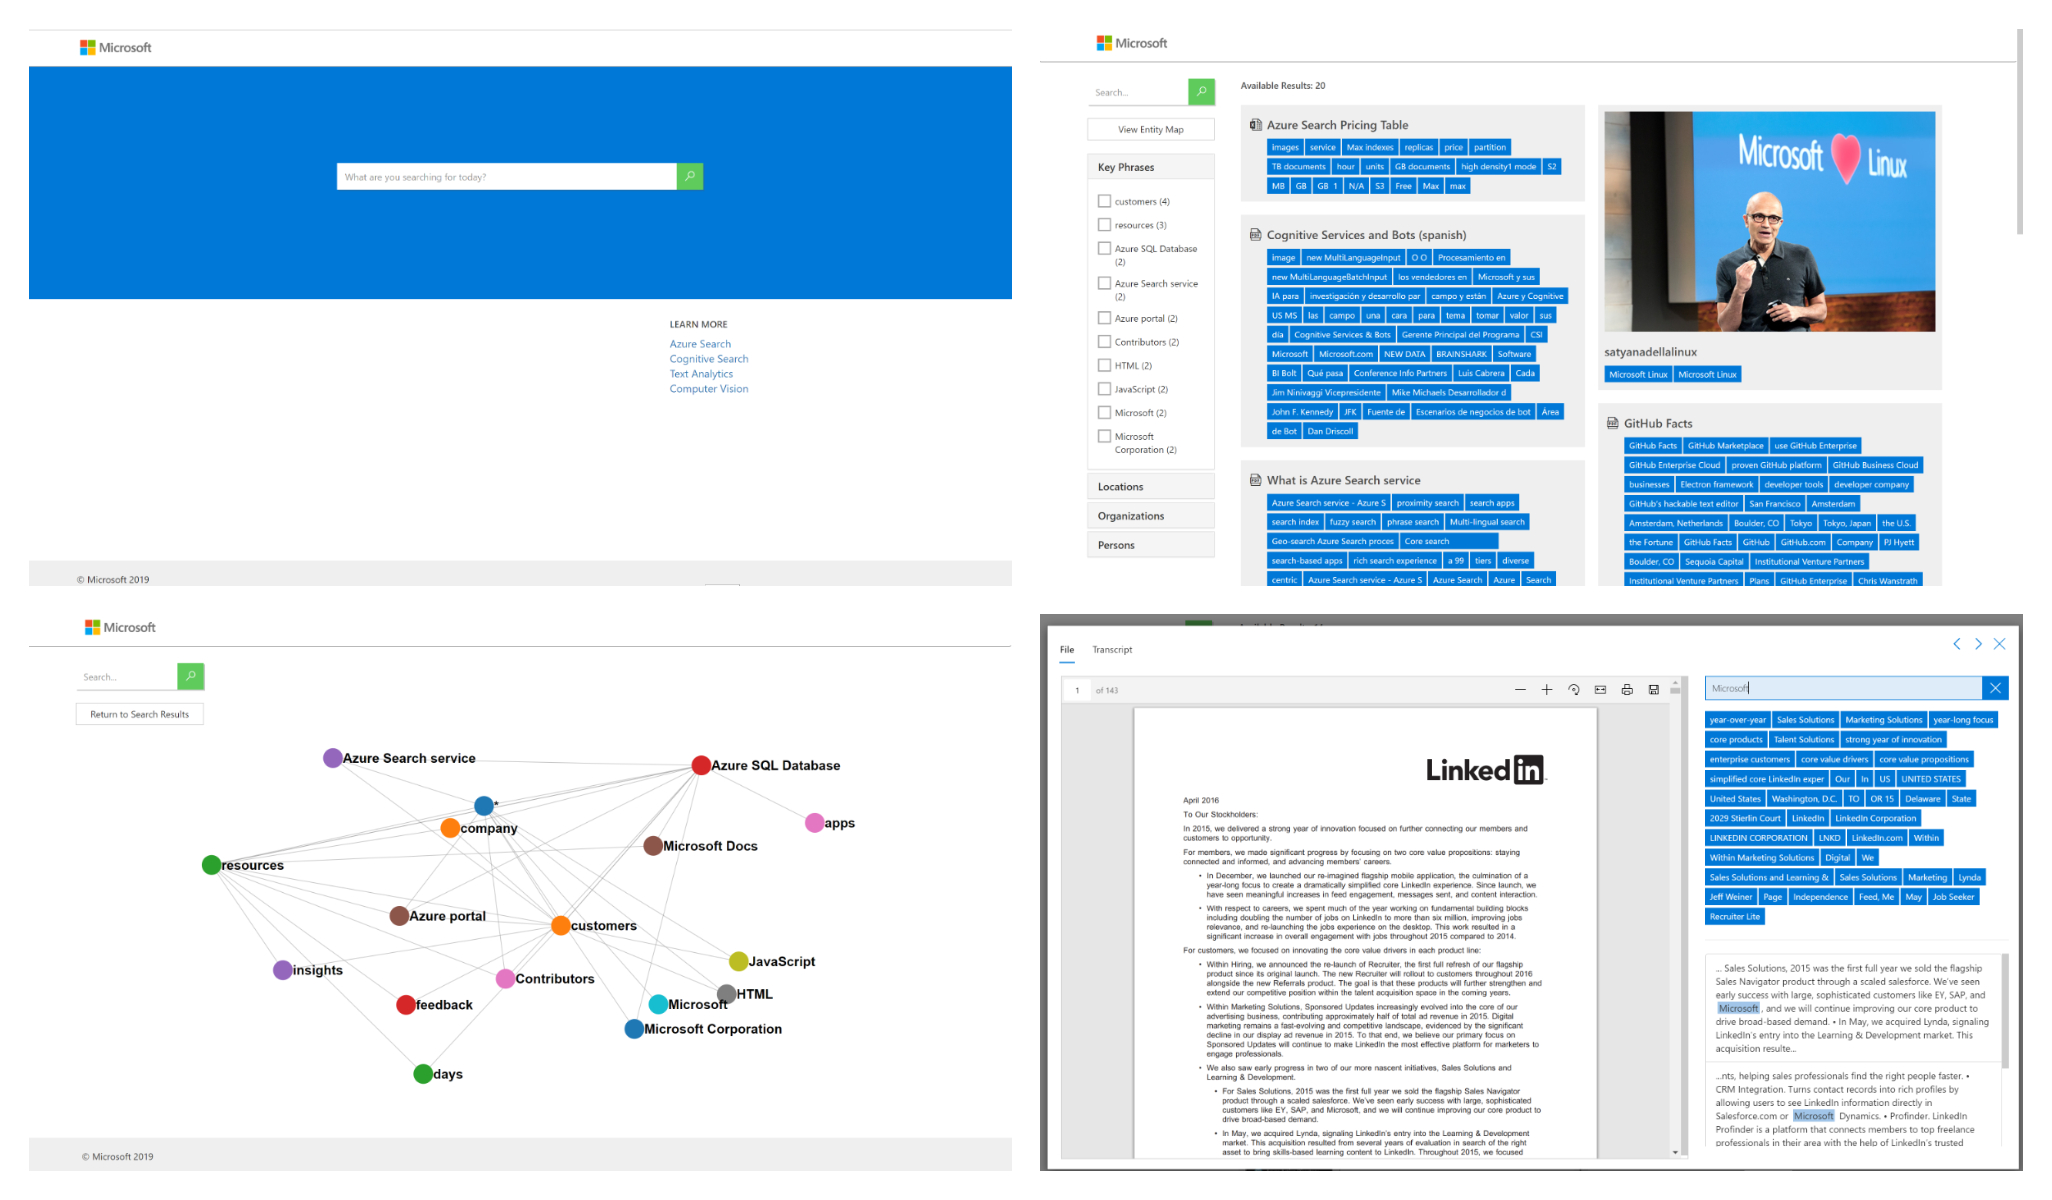 Microsoft
What are you searching for today?
LEARN MORE
Azure Search
Cognitive Search
Text Analytics
Computer Vision
© Microsoft 2019
Microsoft
Search...
View Entity Map
Key Phrases
customers (4)
resources (3)
Azure SQL Database
(2)
Azure Search service
(2)
Azure portal (2)
Contributors (2)
HTML (2)
JavaScript (2)
Microsoft (2)
Microsoft
Corporation (2)
Locations
Organizations
Persons
Available Results: 20
Azure Search Pricing Table
images service Max indexes replicas price partition
TB documents hour units GB documents high density1 mode S2
MB GB GB 1 N/A S3 Free Max max
Cognitive Services and Bots (spanish)
image new MultiLanguageInput O O Procesamiento en
new MultiLanguageBatchInput los vendedores en Microsoft y sus
IA para investigación y desarrollo par campo y están Azure y Cognitive
US MS las campo una cara para tema tomar valor sus
día Cognitive Services & Bots Gerente Principal del Programa CSI
Microsoft Microsoft.com NEW DATA BRAINSHARK Software
BI Bolt Qué pasa Conference Info Partners Luis Cabrera Cada
Jim Ninivaggi Vicepresidente Mike Michaels Desarrollador d
John F. Kennedy JFK Fuente de Escenarios de negocios de bot Área
de Bot Dan Driscoll
What is Azure Search service
Azure Search service - Azure S proximity search search apps
search index fuzzy search phrase search Multi-lingual search
Geo-search Azure Search proces Core search
search-based apps rich search experience a 99 tiers diverse
centric Azure Search service - Azure S Azure Search Azure Search
Microsoft Linux
satyanadellalinux
Microsoft Linux Microsoft Linux
GitHub Facts
GitHub Facts GitHub Marketplace use GitHub Enterprise
GitHub Enterprise Cloud proven GitHub platform GitHub Business Cloud
businesses Electron framework developer tools developer company
GitHub's hackable text editor San Francisco Amsterdam
Amsterdam, Netherlands Boulder, CO Tokyo Tokyo, Japan the U.S.
the Fortune GitHub Facts GitHub GitHub.com Company PJ Hyett
Boulder, CO Sequoia Capital Institutional Venture Partners
Institutional Venture Partners Plans GitHub Enterprise Chris Wanstrath
Microsoft
Search...
Return to Search Results
Azure Search service
Azure SQL Database
*
company
apps
Microsoft Docs
resources
Azure portal
customers
JavaScript
insights
Contributors
HTML
feedback
Microsoft
Microsoft Corporation
days
© Microsoft 2019
File Transcript
1 of 143
LinkedIn
April 2016
To Our Stockholders:
In 2015, we delivered a strong year of innovation focused on further connecting our members and
customers to opportunity.
For members, we made significant progress by focusing on two core value propositions: staying
connected and informed, and advancing members' careers.
• In December, we launched our re-imagined flagship mobile application, the culmination of a
year-long focus to create a dramatically simplified core LinkedIn experience. Since launch, we
have seen meaningful increases in feed engagement, messages sent, and content interaction.
• With respect to careers, we spent much of the year working on fundamental building blocks
including doubling the number of jobs on LinkedIn to more than six million, improving jobs
relevance, and re-launching the jobs experience on the desktop. This work resulted in a
significant increase in overall engagement with jobs throughout 2015 compared to 2014.
For customers, we focused on innovating the core value drivers in each product line:
• Within Hiring, we announced the re-launch of Recruiter, the first full refresh of our flagship
product since its original launch. The new Recruiter will rollout to customers throughout 2016
alongside the new Referrals product. The goal is that these products will further strengthen and
extend our competitive position within the talent acquisition space in the coming years.
• Within Marketing Solutions, Sponsored Updates increasingly evolved into the core of our
advertising business, contributing approximately half of total ad revenue in 2015. Digital
marketing remains a fast-evolving and competitive landscape, evidenced by the significant
decline in our display ad revenue in 2015. To that end, we believe our primary focus on
Sponsored Updates will continue to make LinkedIn the most effective platform for marketers to
engage professionals.
• We also saw early progress in two of our more nascent initiatives, Sales Solutions and
Learning & Development.
• For Sales Solutions, 2015 was the first full year we sold the flagship Sales Navigator
product through a scaled salesforce. We've seen early success with large, sophisticated
customers like EY, SAP, and Microsoft, and we will continue improving our core product to
drive broad-based demand.
• In May, we acquired Lynda, signaling LinkedIn's entry into the Learning & Development
market. This acquisition resulted from several years of evaluation in search of the right
asset to bring skills-based learning content to LinkedIn. Throughout 2015, we focused
Microsoft
year-over-year Sales Solutions Marketing Solutions year-long focus
core products Talent Solutions strong year of innovation
enterprise customers core value drivers core value propositions
simplified core LinkedIn exper Our In US UNITED STATES
United States Washington, D.C. TO OR 15 Delaware State
2029 Stierlin Court LinkedIn LinkedIn Corporation
LINKEDIN CORPORATION LNKD LinkedIn.com Within
Within Marketing Solutions Digital We
Sales Solutions and Learning & Sales Solutions Marketing Lynda
Jeff Weiner Page Independence Feed, Me May Job Seeker
Recruiter Lite
... Sales Solutions, 2015 was the first full year we sold the flagship
Sales Navigator product through a scaled salesforce. We've seen
early success with large, sophisticated customers like EY, SAP, and
Microsoft, and we will continue improving our core product to
drive broad-based demand. • In May, we acquired Lynda, signaling
LinkedIn's entry into the Learning & Development market. This
acquisition resulte...
...nts, helping sales professionals find the right people faster. •
CRM Integration. Turns contact records into rich profiles by
allowing users to see LinkedIn information directly in
Salesforce.com or Microsoft Dynamics. • Profinder. LinkedIn
Profinder is a platform that connects members to top freelance
professionals in their area with the help of LinkedIn's trusted